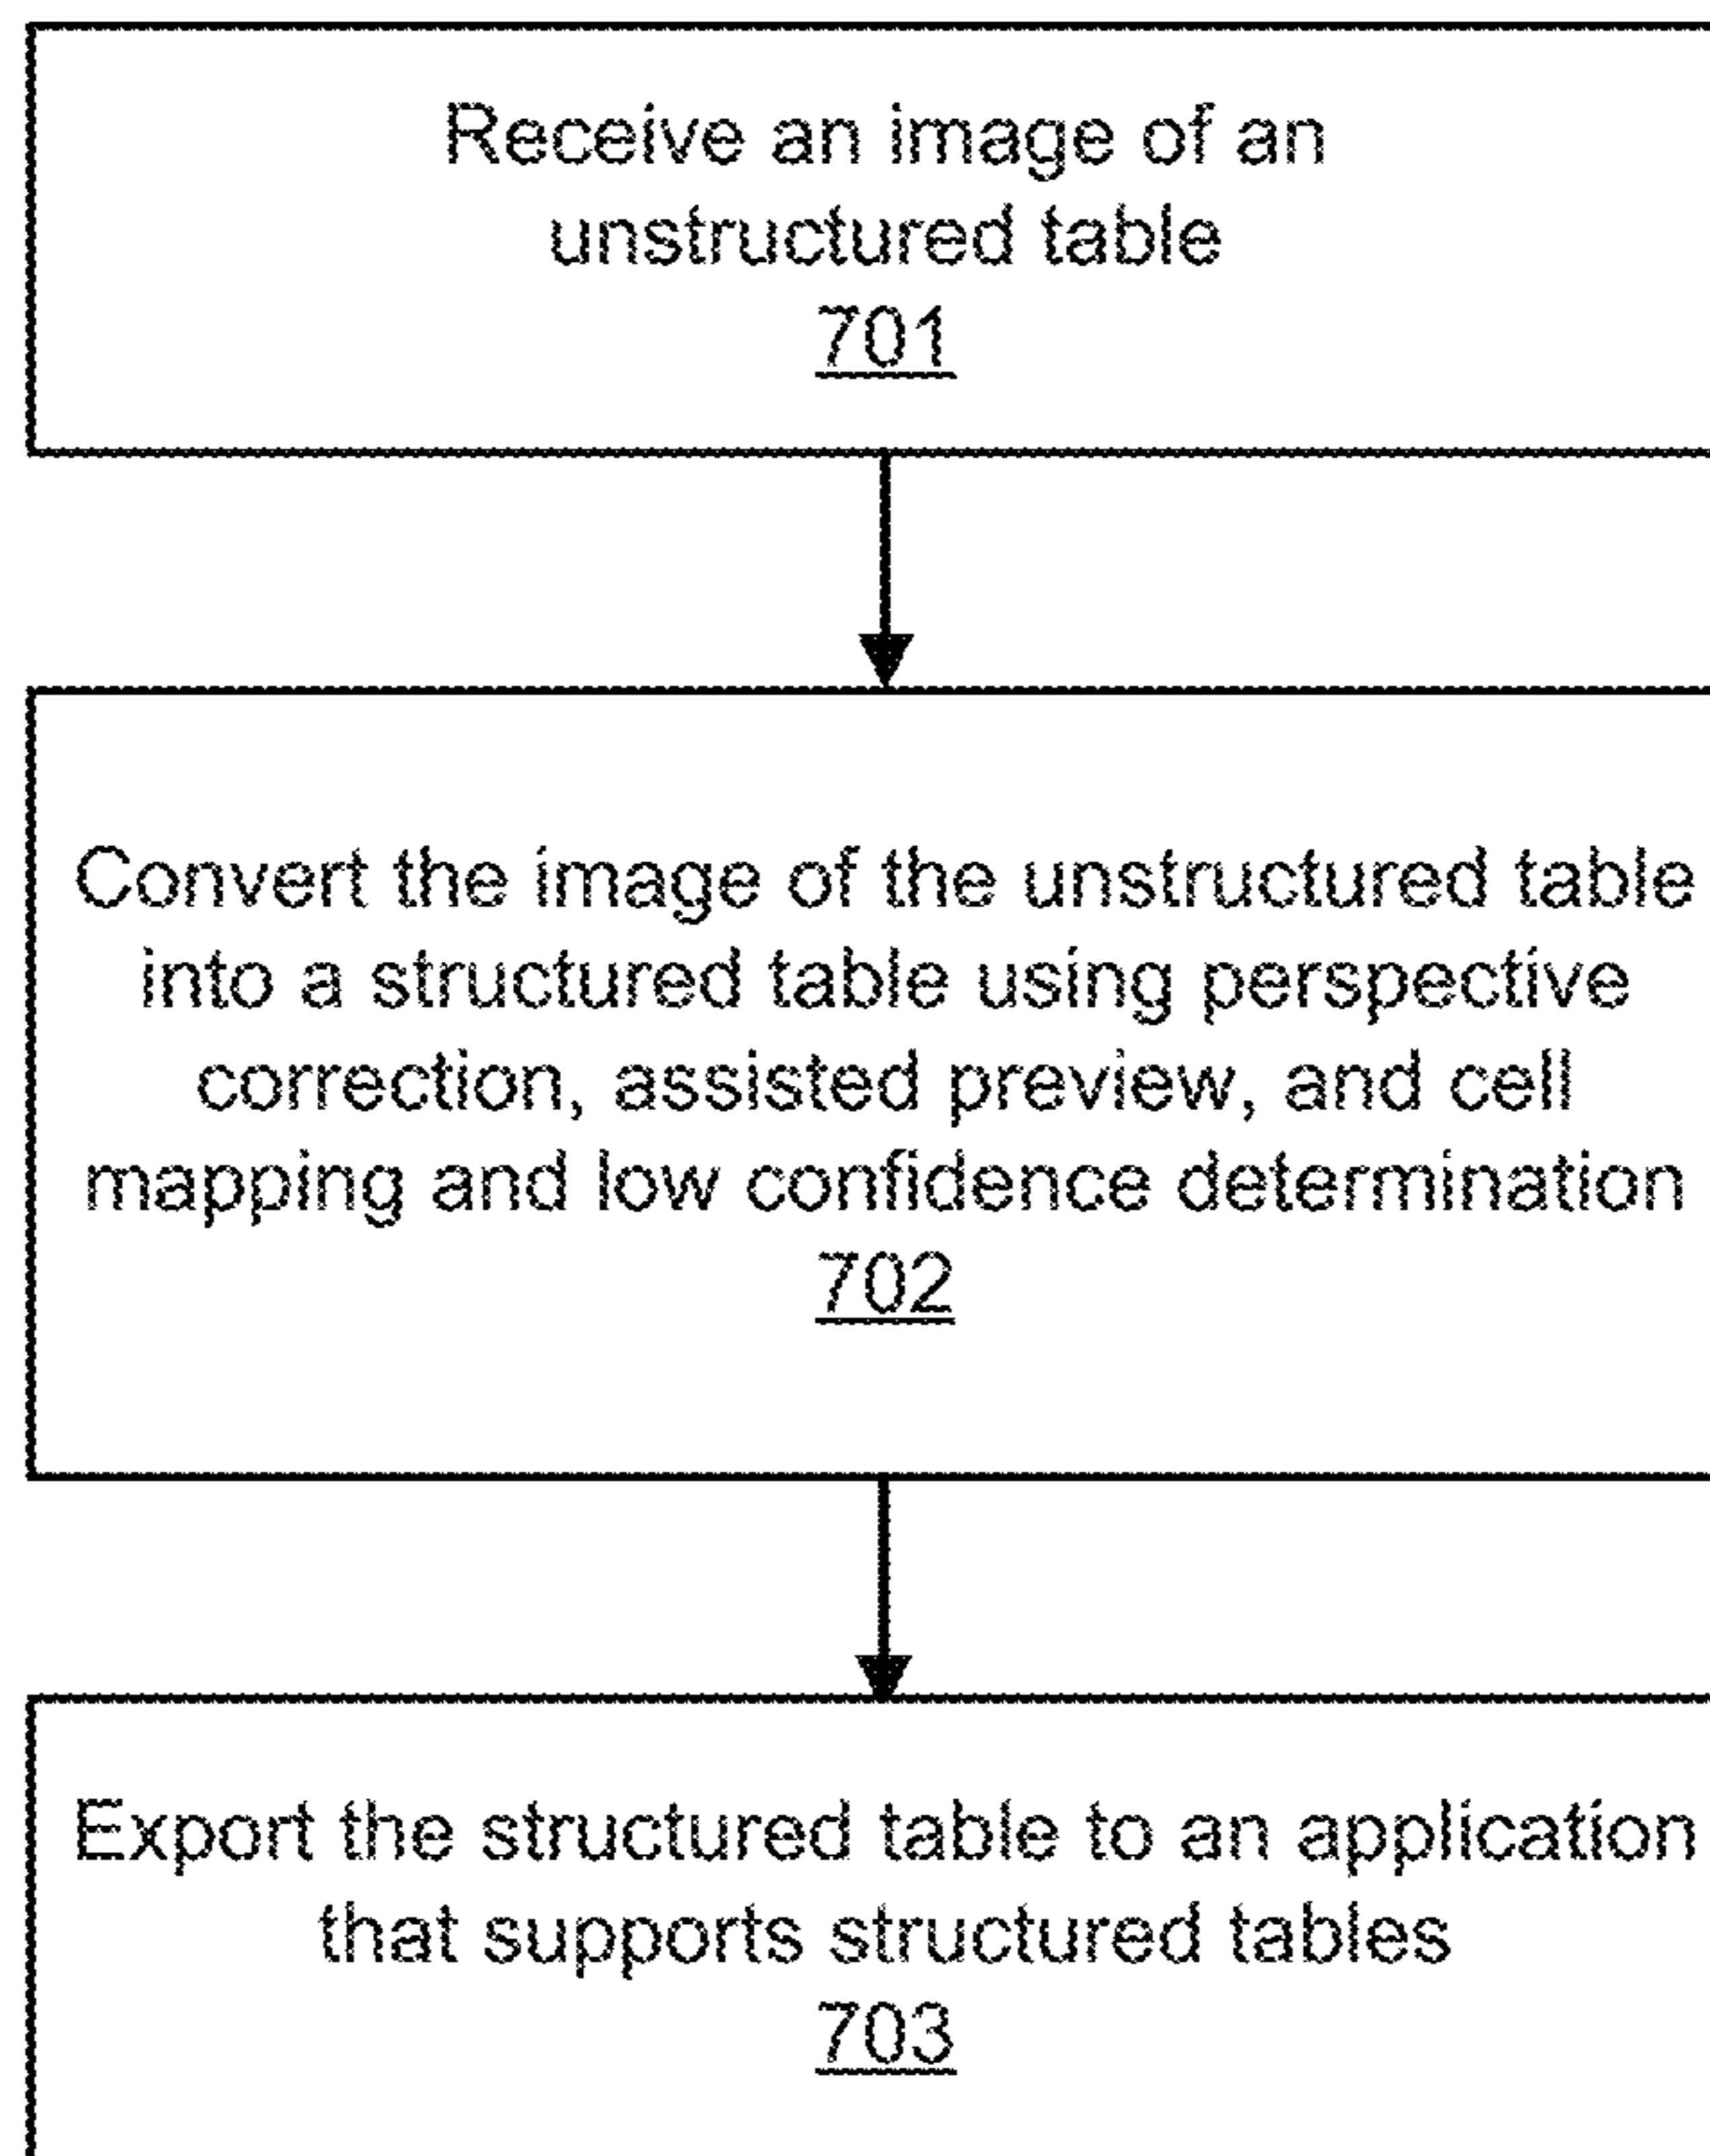 Receive an image of an
unstructured table
701
Convert the image of the unstructured table
into a structured table using perspective
correction, assisted preview, and cell
mapping and low confidence determination
702
Export the structured table to an application
that supports structured tables
703